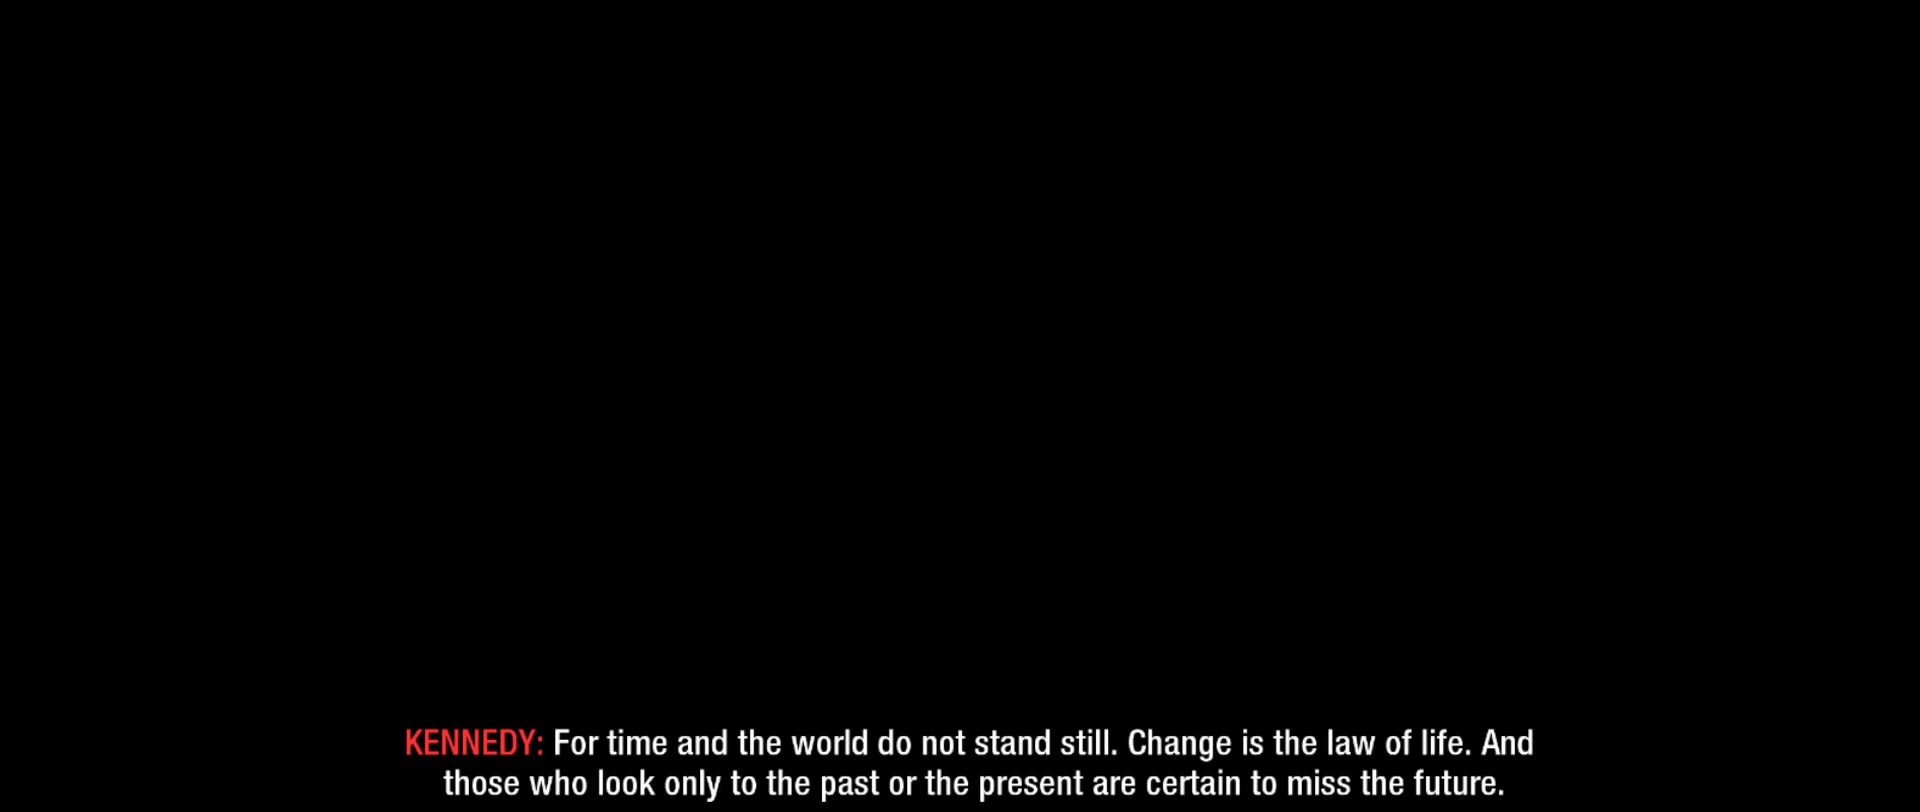 KENNEDY: For time and the world do not stand still. Change is the law of life. And
those who look only to the past or the present are certain to miss the future.